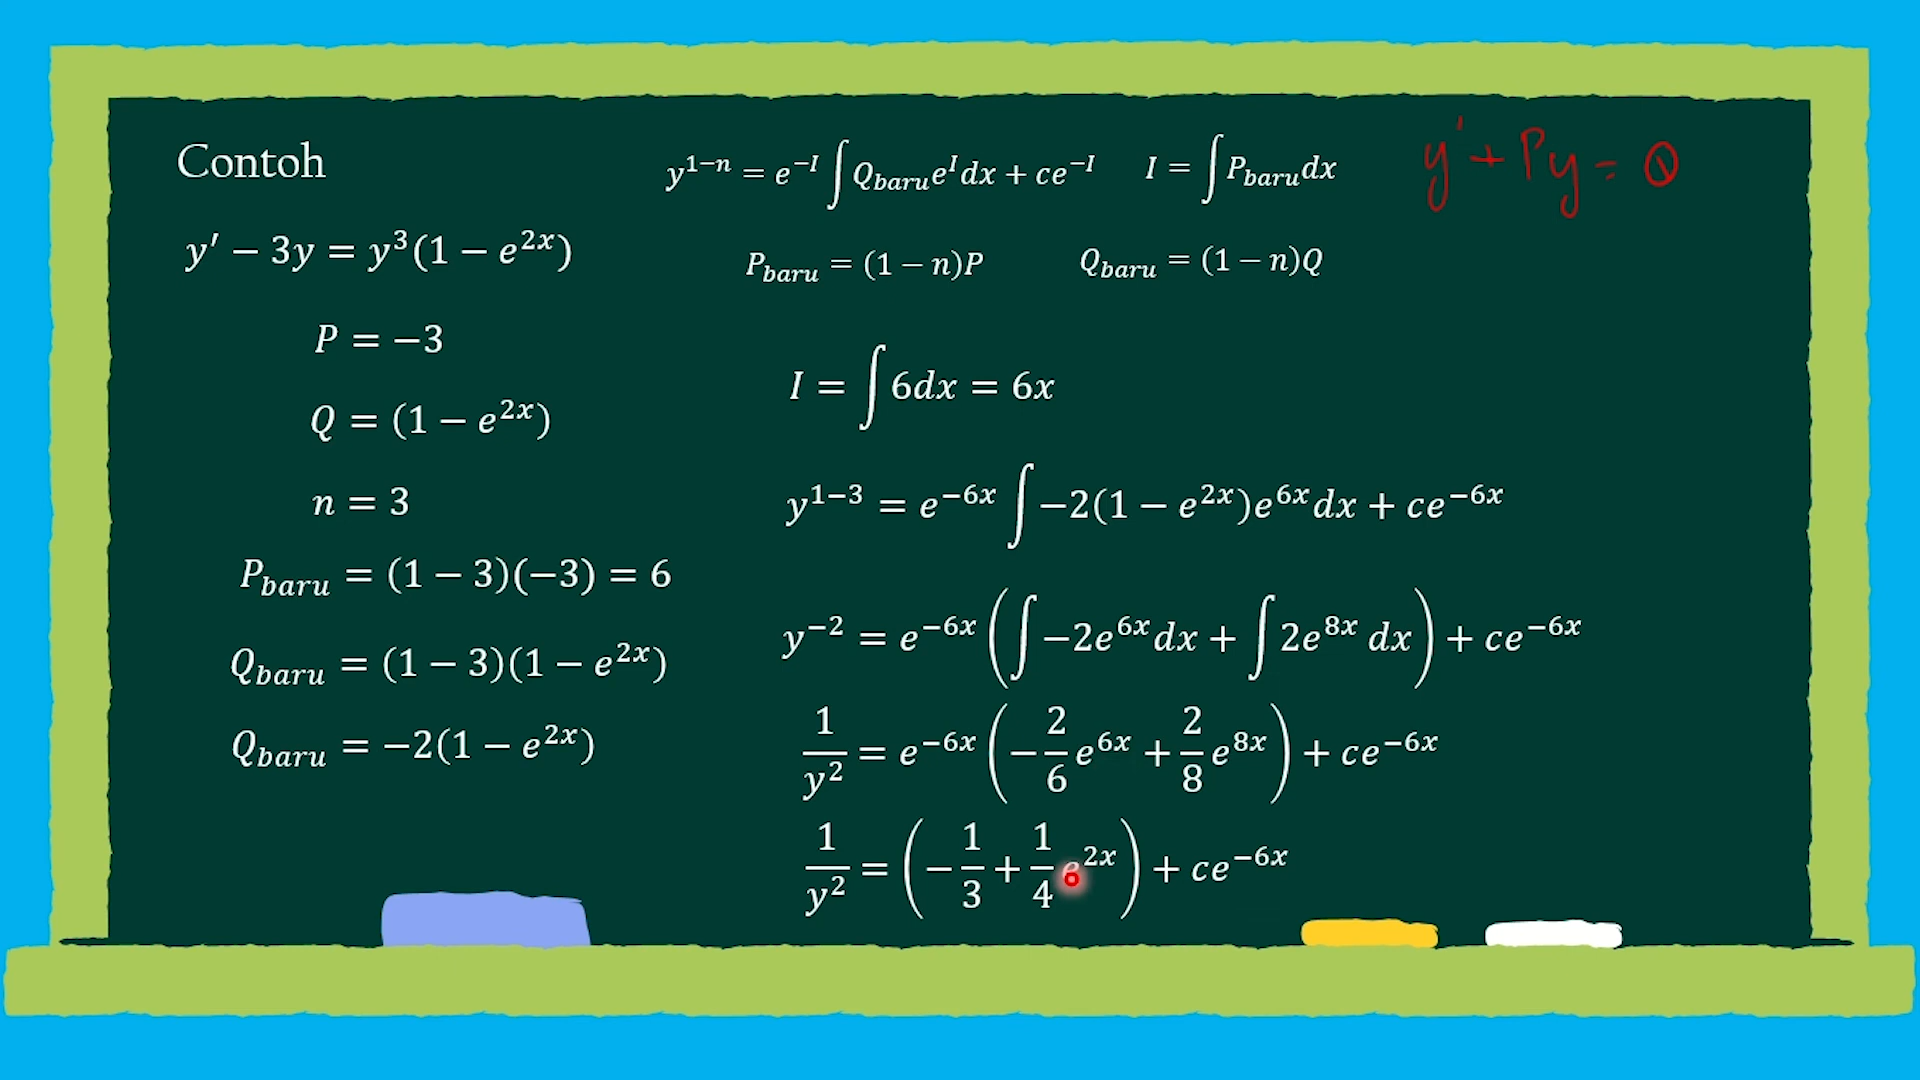 Contoh
y^{1−n} = e^{−I} ∫ Q_{baru}e^{I}dx + ce^{−I}
I = ∫ P_{baru}dx
y' + Py = Q
y′ − 3y = y³(1 − e^{2x})
P_{baru} = (1 − n)P
Q_{baru} = (1 − n)Q
P = −3
Q = (1 − e^{2x})
n = 3
P_{baru} = (1 − 3)(−3) = 6
Q_{baru} = (1 − 3)(1 − e^{2x})
Q_{baru} = −2(1 − e^{2x})
I = ∫ 6dx = 6x
y^{1−3} = e^{−6x} ∫ −2(1 − e^{2x})e^{6x}dx + ce^{−6x}
y^{−2} = e^{−6x} (∫ −2e^{6x}dx + ∫ 2e^{8x} dx) + ce^{−6x}
1/y² = e^{−6x} (−2/6 e^{6x} + 2/8 e^{8x}) + ce^{−6x}
1/y² = (−1/3 + 1/4 e^{2x}) + ce^{−6x}